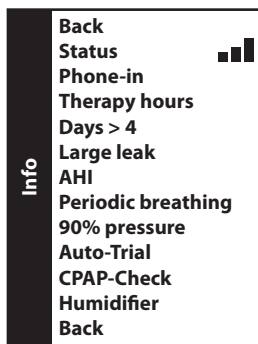 Info
Back
Status
Phone-in
Therapy hours
Days > 4
Large leak
AHI
Periodic breathing
90% pressure
Auto-Trial
CPAP-Check
Humidifier
Back